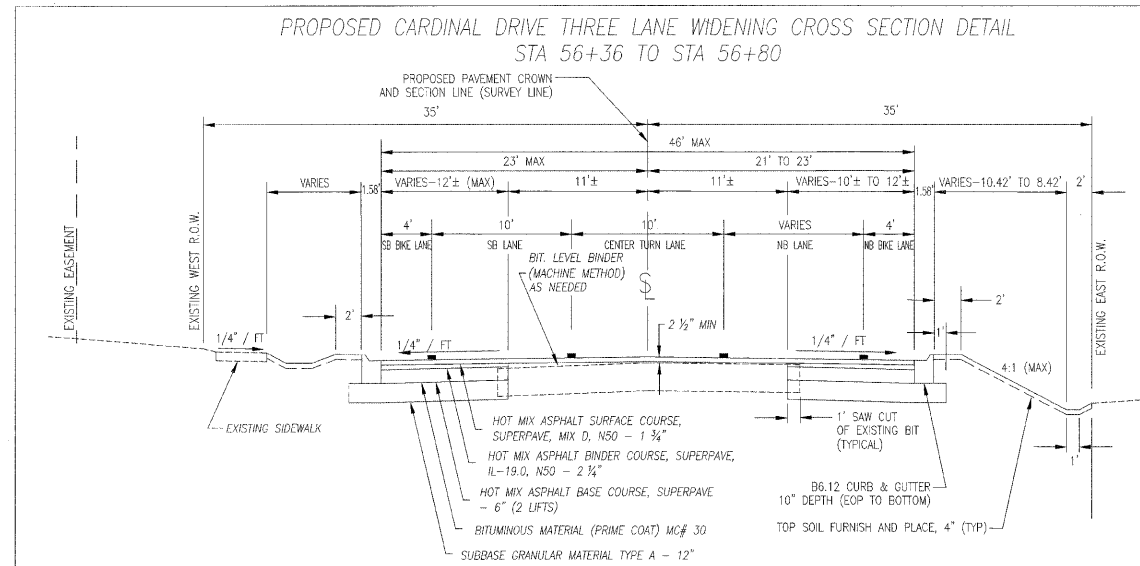 PROPOSED CARDINAL DRIVE THREE LANE WIDENING CROSS SECTION DETAIL
STA 56+36 TO STA 56+80
PROPOSED PAVEMENT CROWN
AND SECTION LINE (SURVEY LINE)
35'
35'
46' MAX
23' MAX
21' TO 23'
VARIES
1.58'
VARIES-12'± (MAX)
11'±
11'±
VARIES-10'± TO 12'±
1.58'
VARIES-10.42' TO 8.42'
2'
4'
10'
10'
VARIES
4'
SB BIKE LANE
SB LANE
CENTER TURN LANE
NB LANE
NB BIKE LANE
EXISTING EASEMENT
EXISTING WEST R.O.W.
EXISTING EAST R.O.W.
BIT. LEVEL BINDER
(MACHINE METHOD)
AS NEEDED
2'
1'
2'
1/4" / FT
1/4" / FT
2 ½" MIN
1/4" / FT
4:1 (MAX)
EXISTING SIDEWALK
HOT MIX ASPHALT SURFACE COURSE,
SUPERPAVE, MIX D, N50 - 1 ¾"
HOT MIX ASPHALT BINDER COURSE, SUPERPAVE,
IL-19.0, N50 - 2 ¼"
HOT MIX ASPHALT BASE COURSE, SUPERPAVE
- 6" (2 LIFTS)
BITUMINOUS MATERIAL (PRIME COAT) MC# 30
SUBBASE GRANULAR MATERIAL TYPE A - 12"
1' SAW CUT
OF EXISTING BIT
(TYPICAL)
1'
B6.12 CURB & GUTTER
10" DEPTH (EOP TO BOTTOM)
TOP SOIL FURNISH AND PLACE, 4" (TYP)